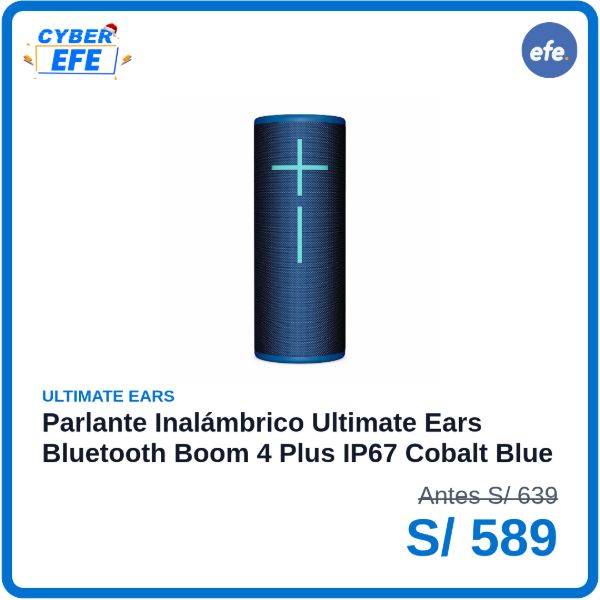 CYBER
EFE
efe.
ULTIMATE EARS
Parlante Inalámbrico Ultimate Ears
Bluetooth Boom 4 Plus IP67 Cobalt Blue
Antes S/ 639
S/ 589